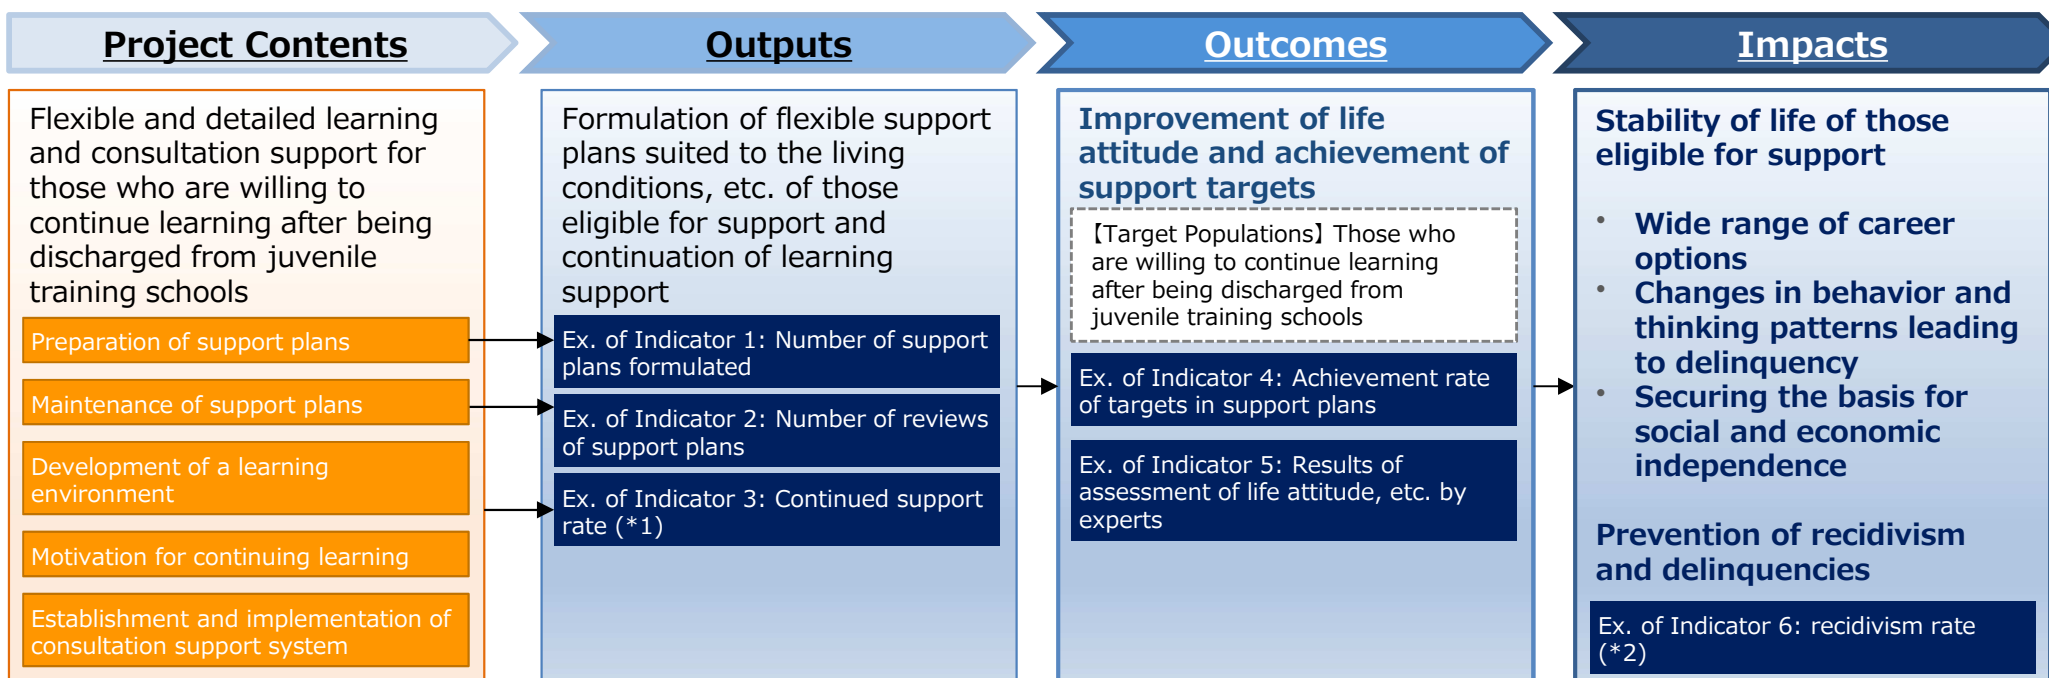 Project Contents
Outputs
Outcomes
Impacts
Flexible and detailed learning
and consultation support for
those who are willing to
continue learning after being
discharged from juvenile
training schools
Preparation of support plans
Maintenance of support plans
Development of a learning
environment
Motivation for continuing learning
Establishment and implementation of
consultation support system
Formulation of flexible support
plans suited to the living
conditions, etc. of those
eligible for support and
continuation of learning
support
Ex. of Indicator 1: Number of support
plans formulated
Ex. of Indicator 2: Number of reviews
of support plans
Ex. of Indicator 3: Continued support
rate (*1)
Improvement of life
attitude and achievement of
support targets
【Target Populations】Those who
are willing to continue learning
after being discharged from
juvenile training schools
Ex. of Indicator 4: Achievement rate
of targets in support plans
Ex. of Indicator 5: Results of
assessment of life attitude, etc. by
experts
Stability of life of those
eligible for support
• Wide range of career
options
• Changes in behavior and
thinking patterns leading
to delinquency
• Securing the basis for
social and economic
independence
Prevention of recidivism
and delinquencies
Ex. of Indicator 6: recidivism rate
(*2)